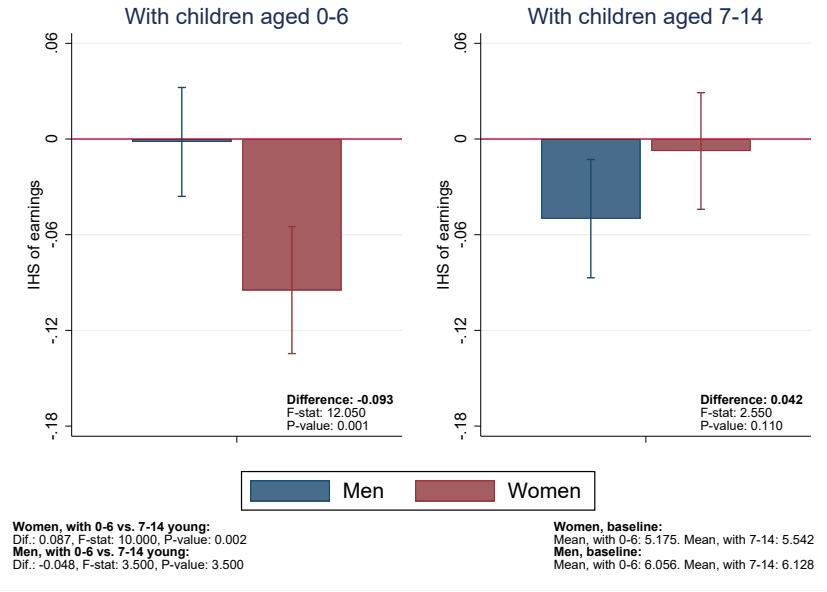 With children aged 0-6
.06
0
-.06
-.12
-.18
IHS of earnings
Difference: -0.093
F-stat: 12.050
P-value: 0.001
With children aged 7-14
.06
0
-.06
-.12
-.18
IHS of earnings
Difference: 0.042
F-stat: 2.550
P-value: 0.110
Men Women
Women, with 0-6 vs. 7-14 young:
Dif.: 0.087, F-stat: 10.000, P-value: 0.002
Men, with 0-6 vs. 7-14 young:
Dif.: -0.048, F-stat: 3.500, P-value: 3.500
Women, baseline:
Mean, with 0-6: 5.175. Mean, with 7-14: 5.542
Men, baseline:
Mean, with 0-6: 6.056. Mean, with 7-14: 6.128